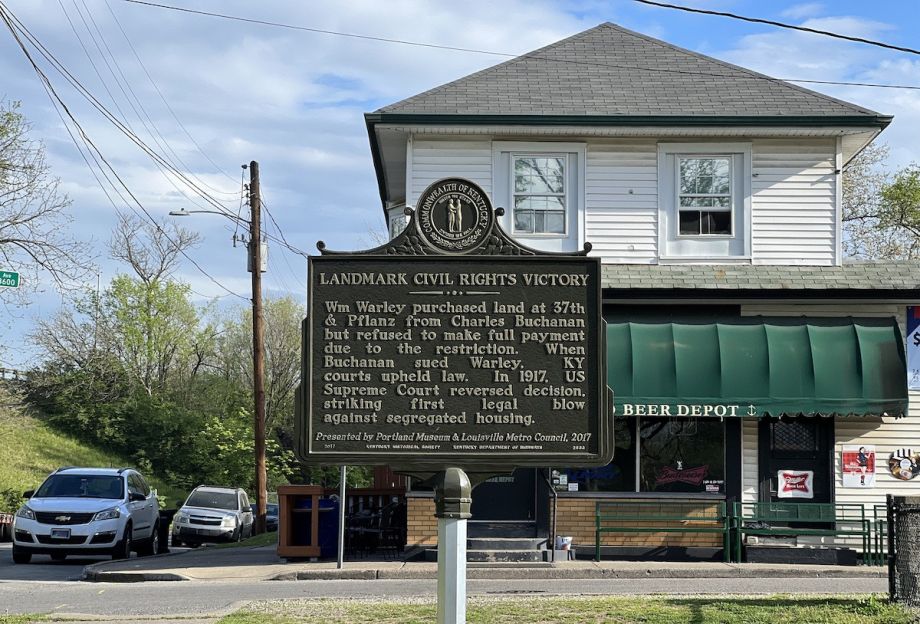 COMMONWEALTH OF KENTUCKY
LANDMARK CIVIL RIGHTS VICTORY
Wm Warley purchased land at 37th
& Pflanz from Charles Buchanan
but refused to make full payment
due to the restriction. When
Buchanan sued Warley, KY
courts upheld law. In 1917, US
Supreme Court reversed decision,
striking first legal blow
against segregated housing.
Presented by Portland Museum & Louisville Metro Council, 2017
2017 KENTUCKY HISTORICAL SOCIETY KENTUCKY DEPARTMENT OF HIGHWAYS
Ave
3600
BEER DEPOT